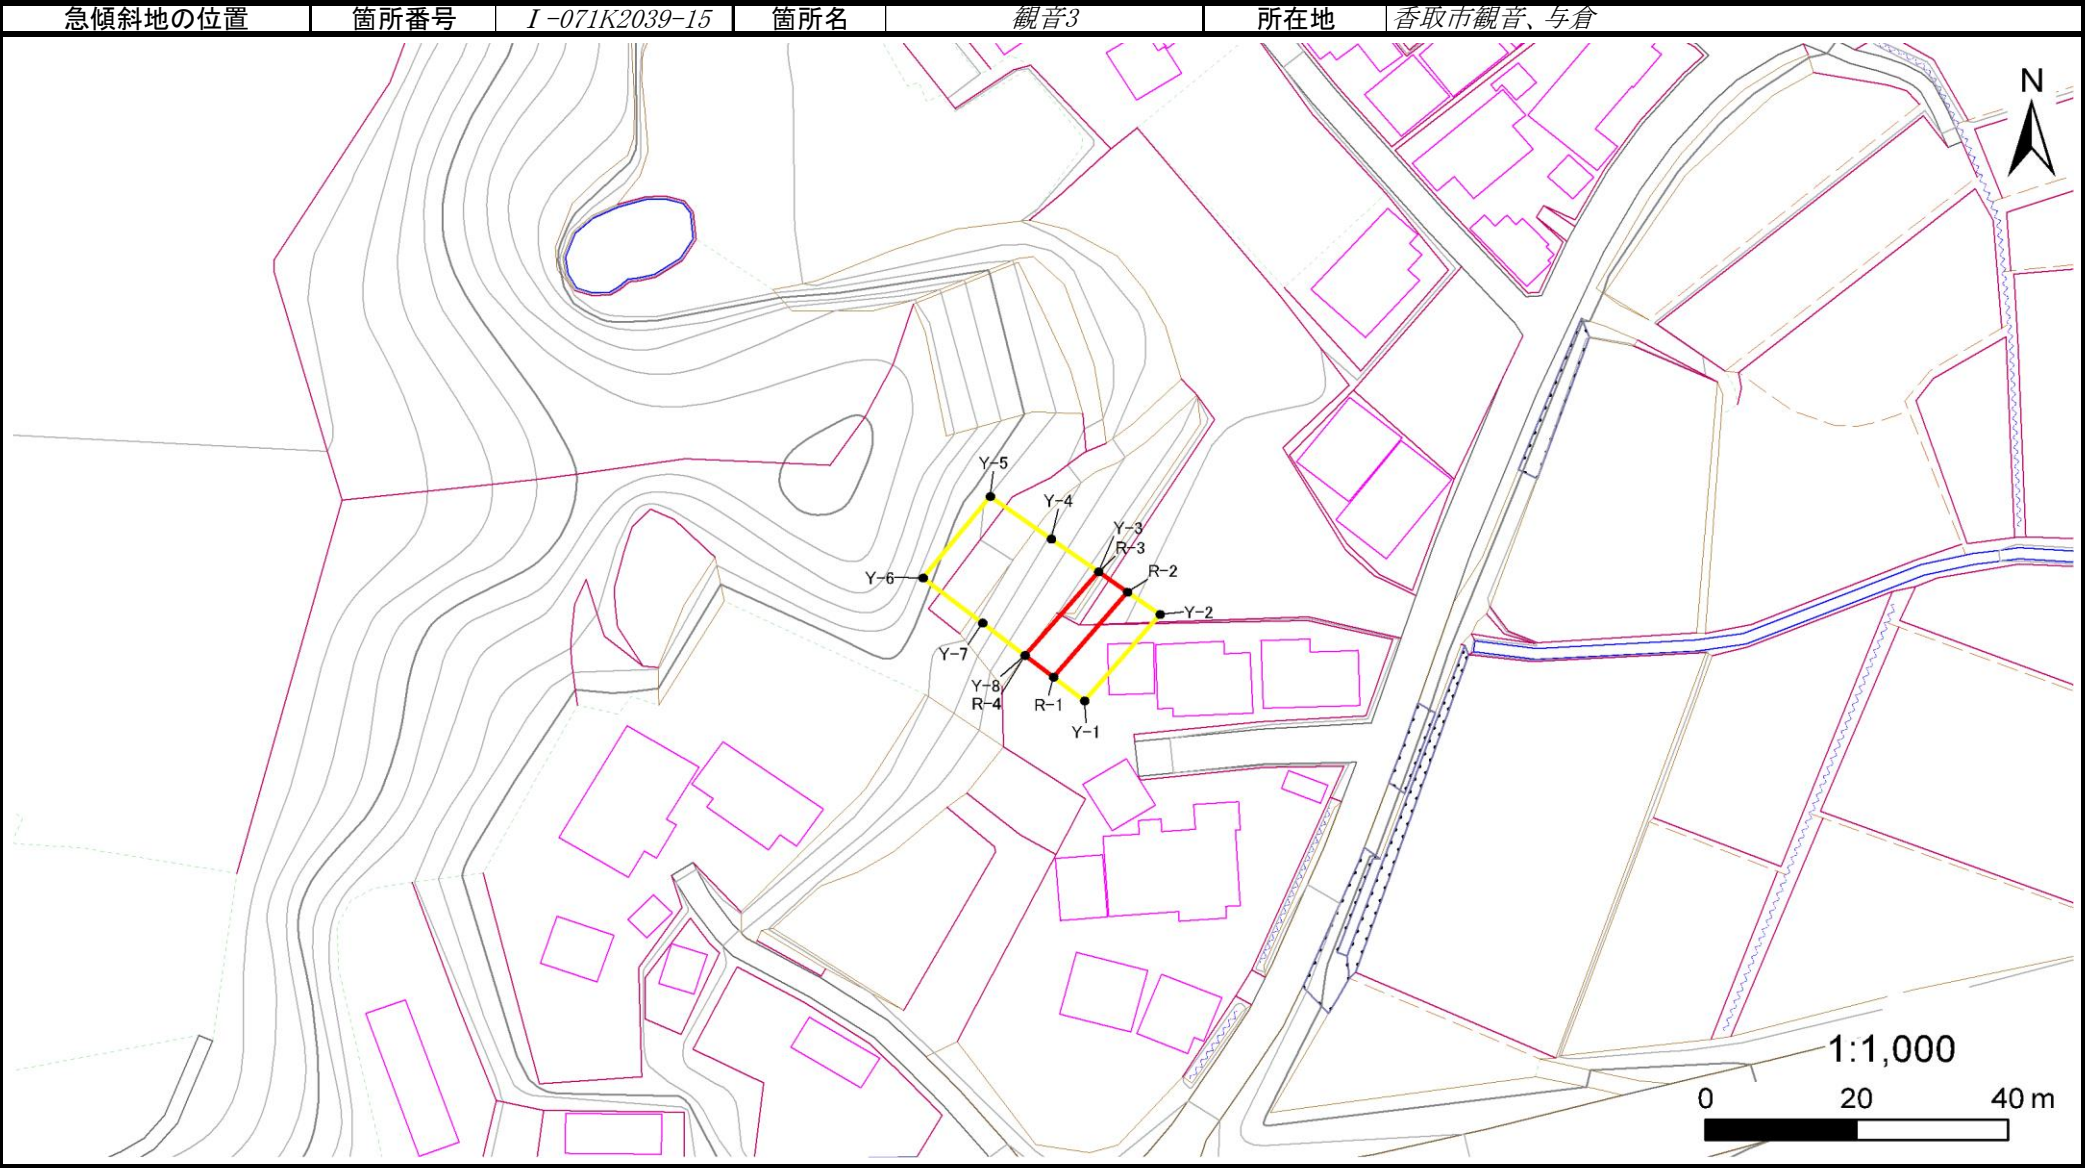 急傾斜地の位置 箇所番号 Ⅰ-071K2039-15 箇所名 観音3 所在地 香取市観音、与倉
N
Y-5
Y-4
Y-3
R-3
R-2
Y-6
Y-2
Y-7
Y-8
R-4
R-1
Y-1
1:1,000
0 20 40 m